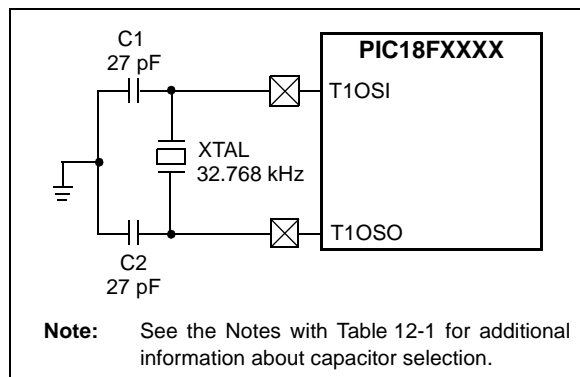 C1
27 pF
PIC18FXXXX
T1OSI
XTAL
32.768 kHz
T1OSO
C2
27 pF
Note: See the Notes with Table 12-1 for additional
information about capacitor selection.